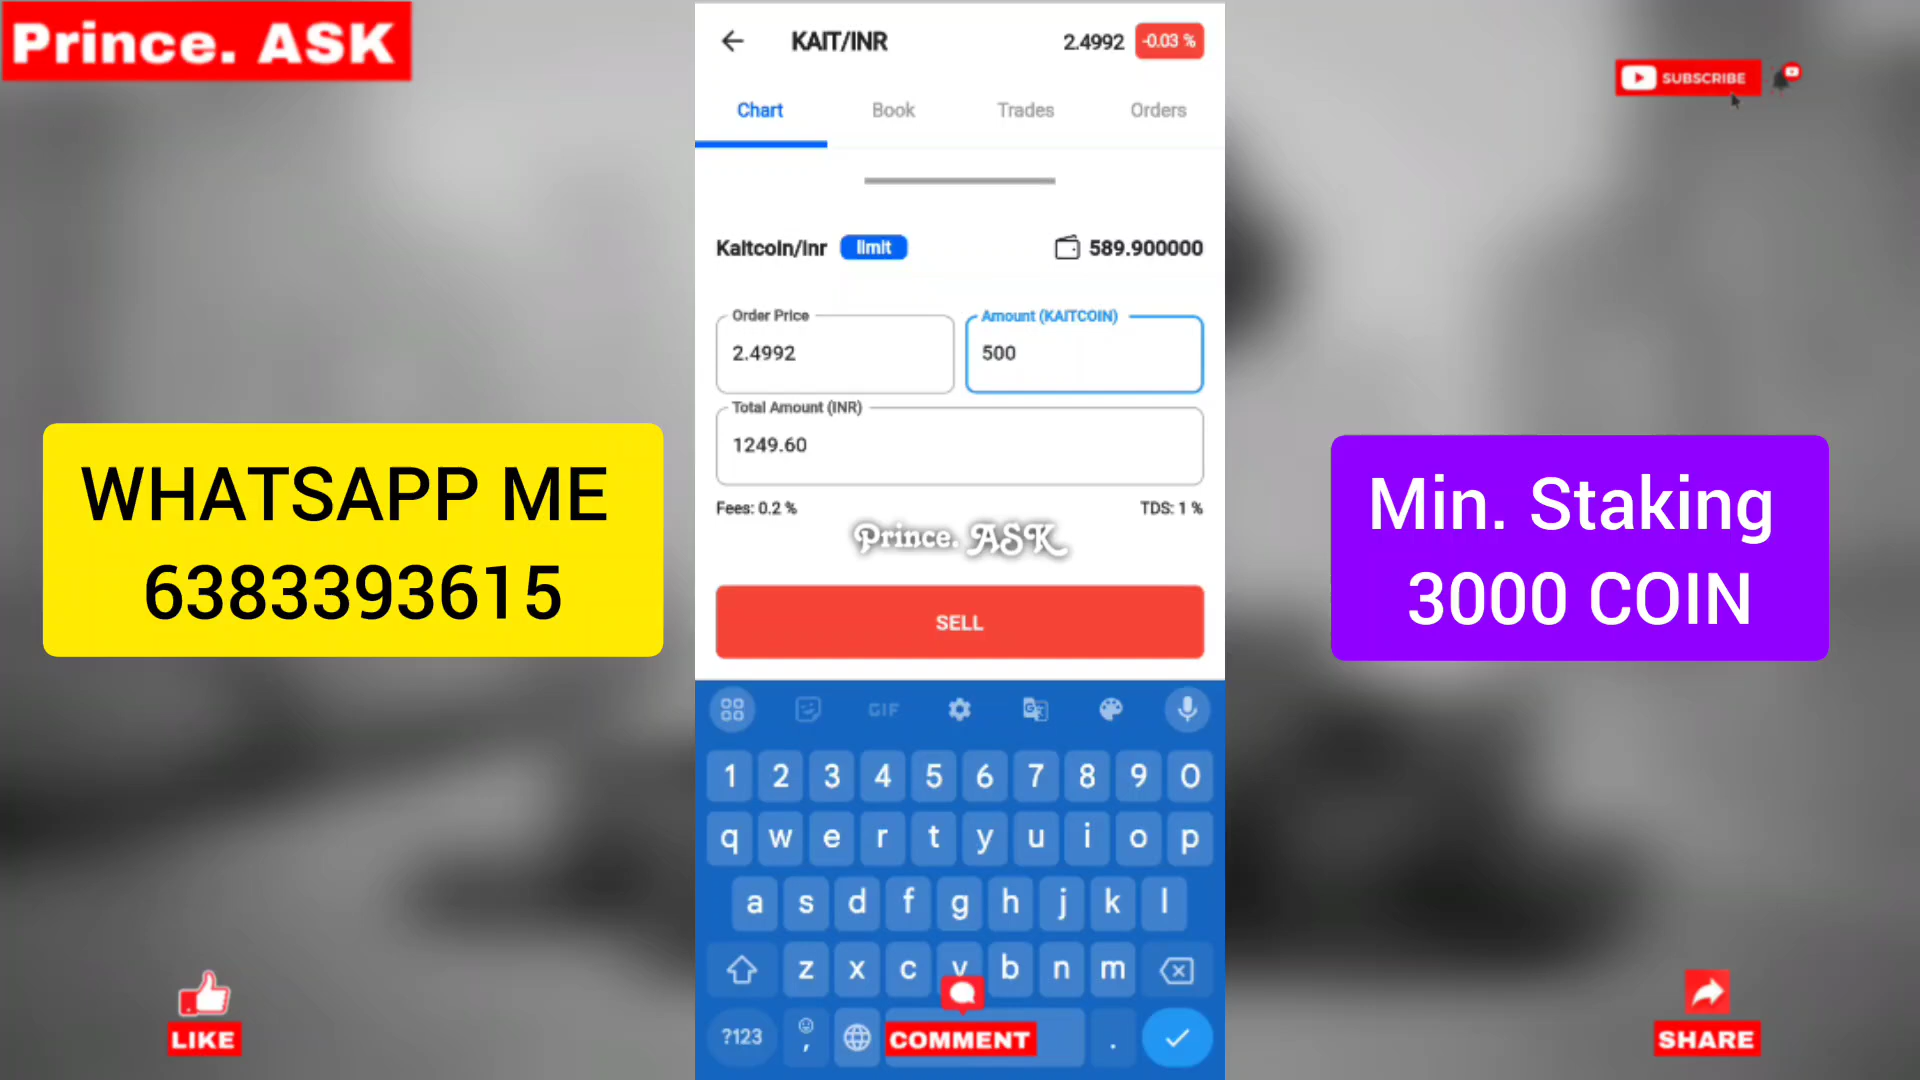 Prince. ASK
KAIT/INR
2.4992
-0.03 %
SUBSCRIBE
Chart
Book
Trades
Orders
Kaitcoin/Inr
limit
589.900000
Order Price
2.4992
Amount (KAITCOIN)
500
Total Amount (INR)
1249.60
Fees: 0.2 %
TDS: 1 %
Prince. ASK
SELL
WHATSAPP ME
6383393615
Min. Staking
3000 COIN
GIF
1 2 3 4 5 6 7 8 9 0
q w e r t y u i o p
a s d f g h j k l
z x c v b n m
?123
,
.
LIKE
COMMENT
SHARE